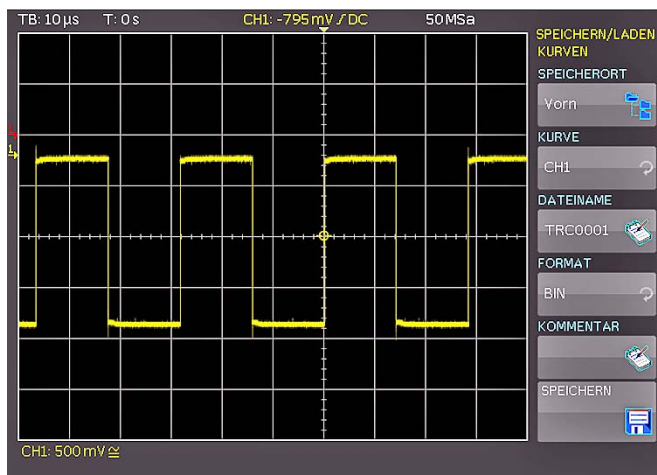 TB: 10 µs T: 0 s CH1: -795 mV / DC 50 MSa
SPEICHERN/LADEN
KURVEN
SPEICHERORT
Vorn
KURVE
CH1
DATEINAME
TRC0001
FORMAT
BIN
KOMMENTAR
SPEICHERN
1
CH1: 500 mV ≅